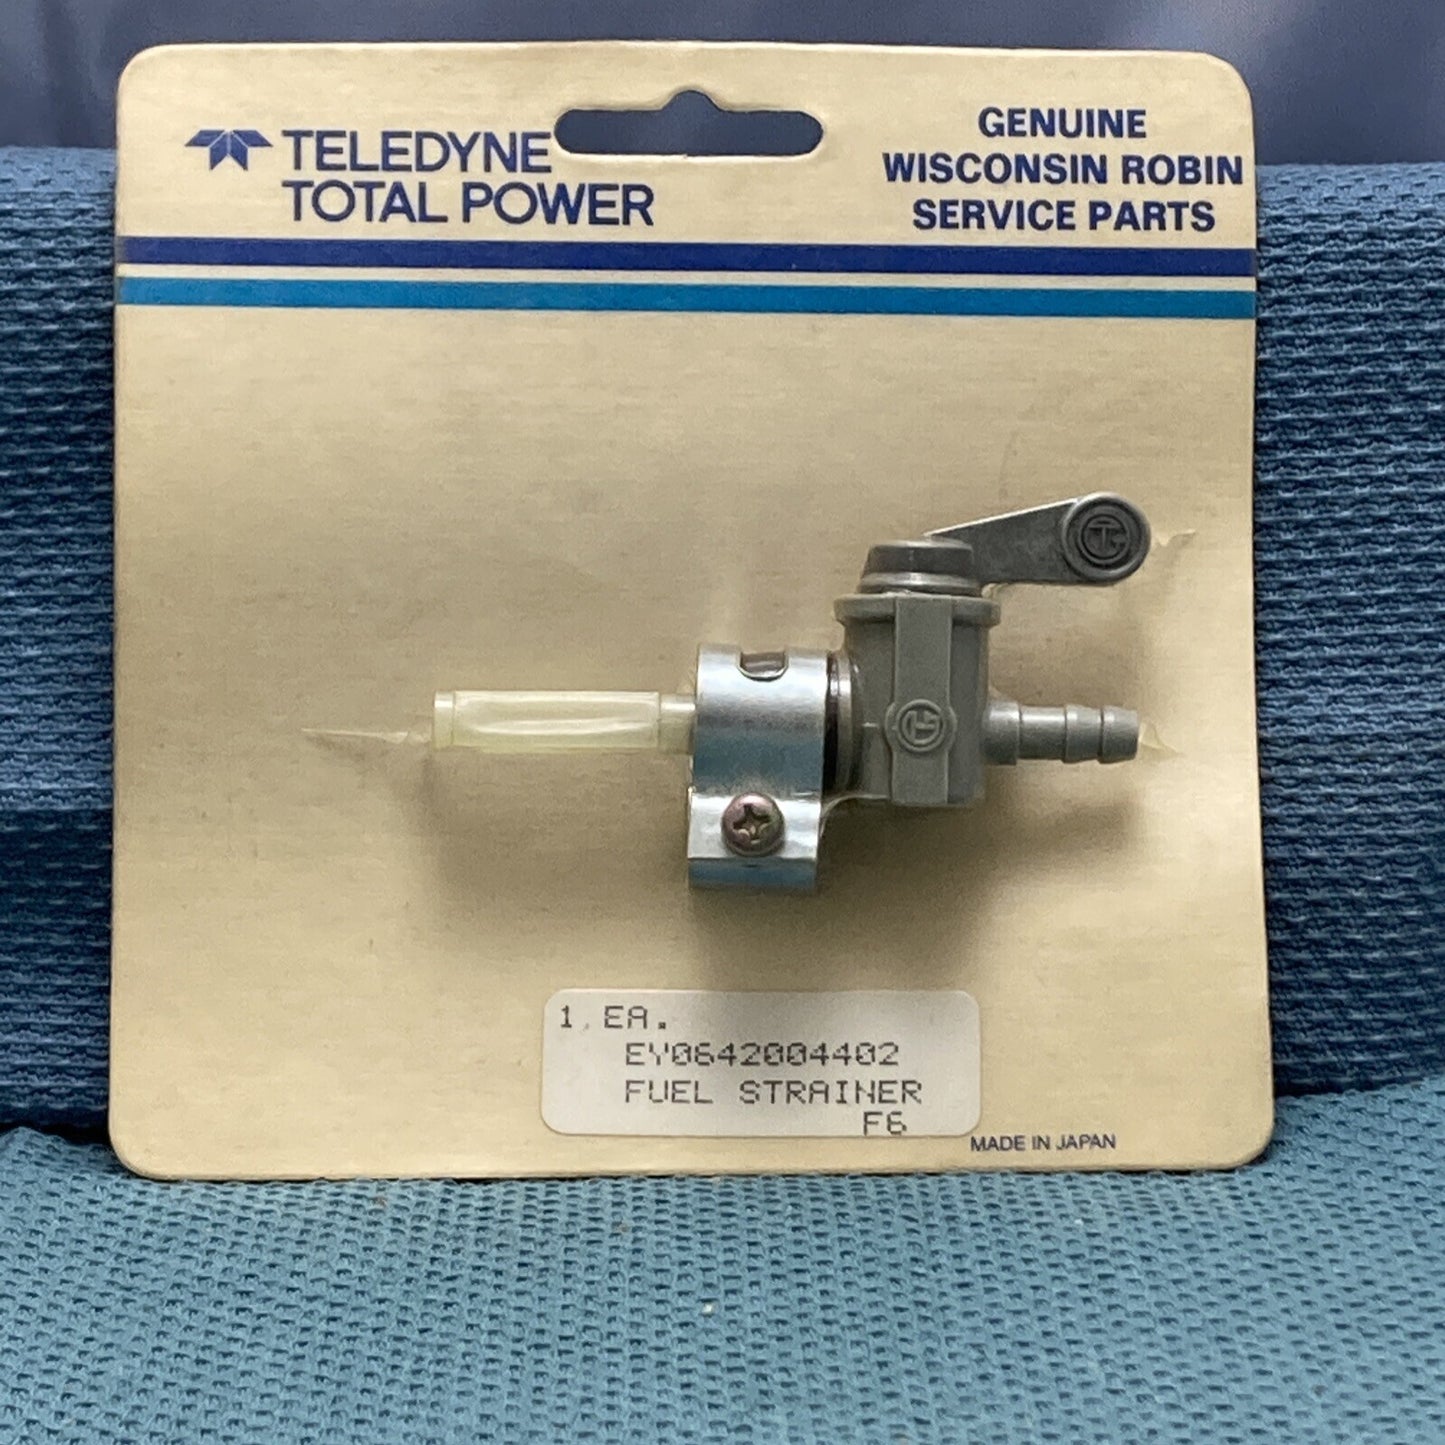 TELEDYNE
TOTAL POWER
GENUINE
WISCONSIN ROBIN
SERVICE PARTS
1 EA.
EY0642004402
FUEL STRAINER
F6
MADE IN JAPAN